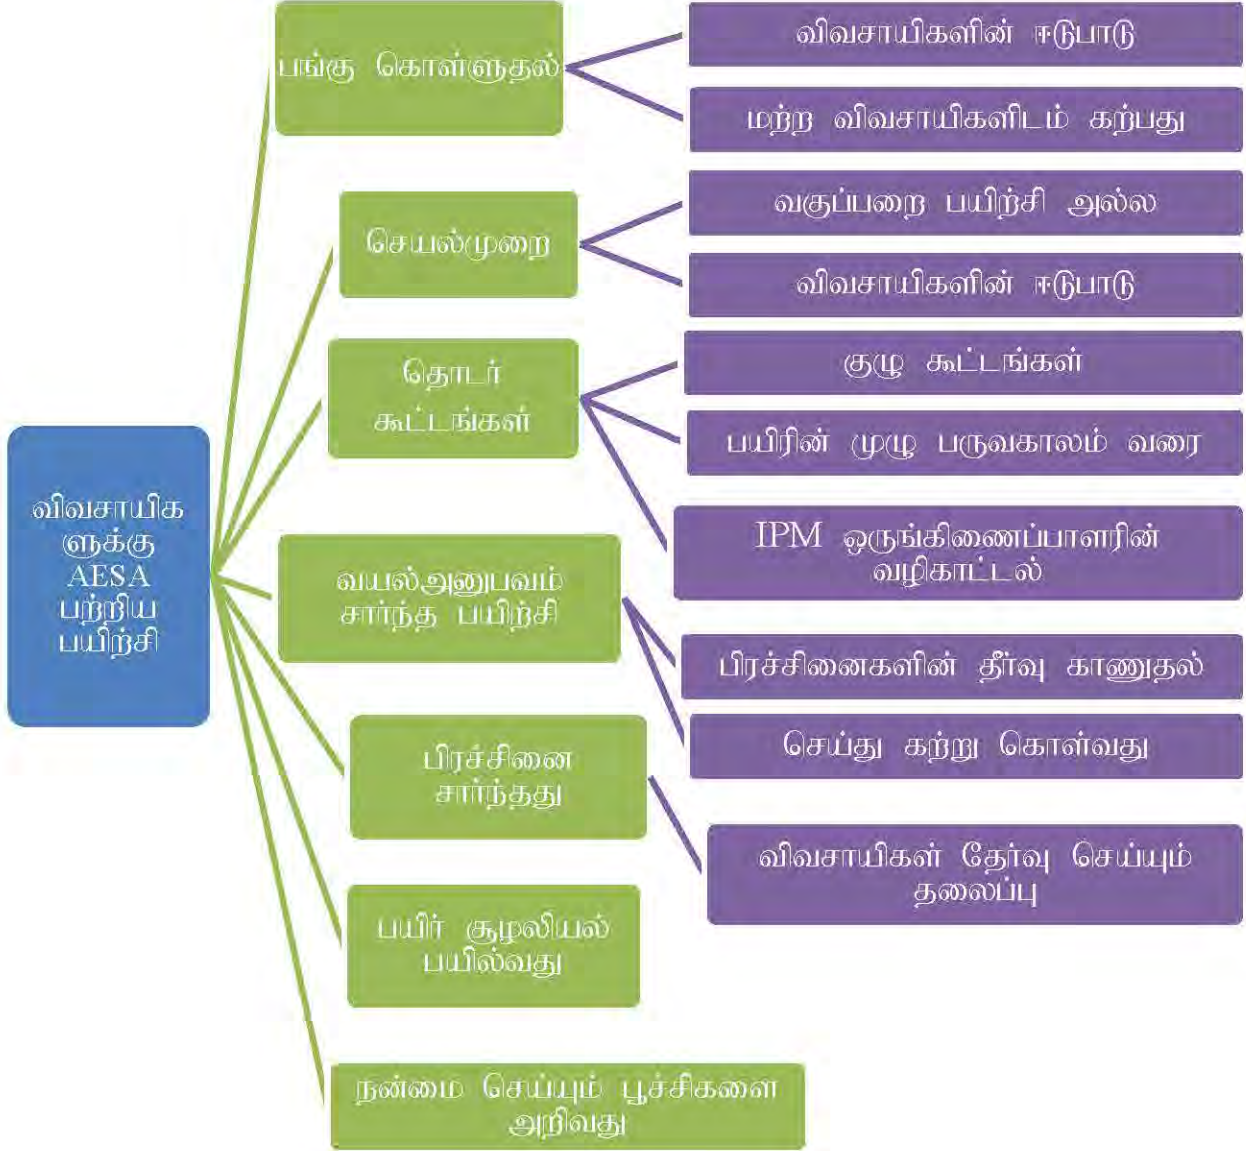 விவசாயிக
ளுக்கு
AESA
பற்றிய
பயிற்சி
பங்கு கொள்ளுதல்
விவசாயிகளின் ஈடுபாடு
மற்ற விவசாயிகளிடம் கற்பது
செயல்முறை
வகுப்பறை பயிற்சி அல்ல
விவசாயிகளின் ஈடுபாடு
தொடர்
கூட்டங்கள்
குழு கூட்டங்கள்
பயிரின் முழு பருவகாலம் வரை
IPM ஒருங்கிணைப்பாளரின்
வழிகாட்டல்
வயல்அனுபவம்
சார்ந்த பயிற்சி
பிரச்சினைகளின் தீர்வு காணுதல்
செய்து கற்று கொள்வது
பிரச்சினை
சார்ந்தது
விவசாயிகள் தேர்வு செய்யும்
தலைப்பு
பயிர் சூழலியல்
பயில்வது
நன்மை செய்யும் பூச்சிகளை
அறிவது